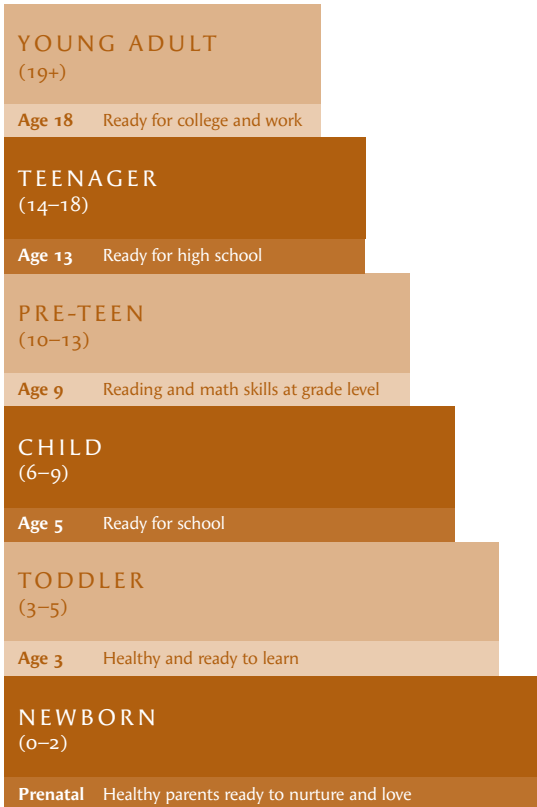 YOUNG ADULT
(19+)
Age 18 Ready for college and work
TEENAGER
(14–18)
Age 13 Ready for high school
PRE-TEEN
(10–13)
Age 9 Reading and math skills at grade level
CHILD
(6–9)
Age 5 Ready for school
TODDLER
(3–5)
Age 3 Healthy and ready to learn
NEWBORN
(0–2)
Prenatal Healthy parents ready to nurture and love